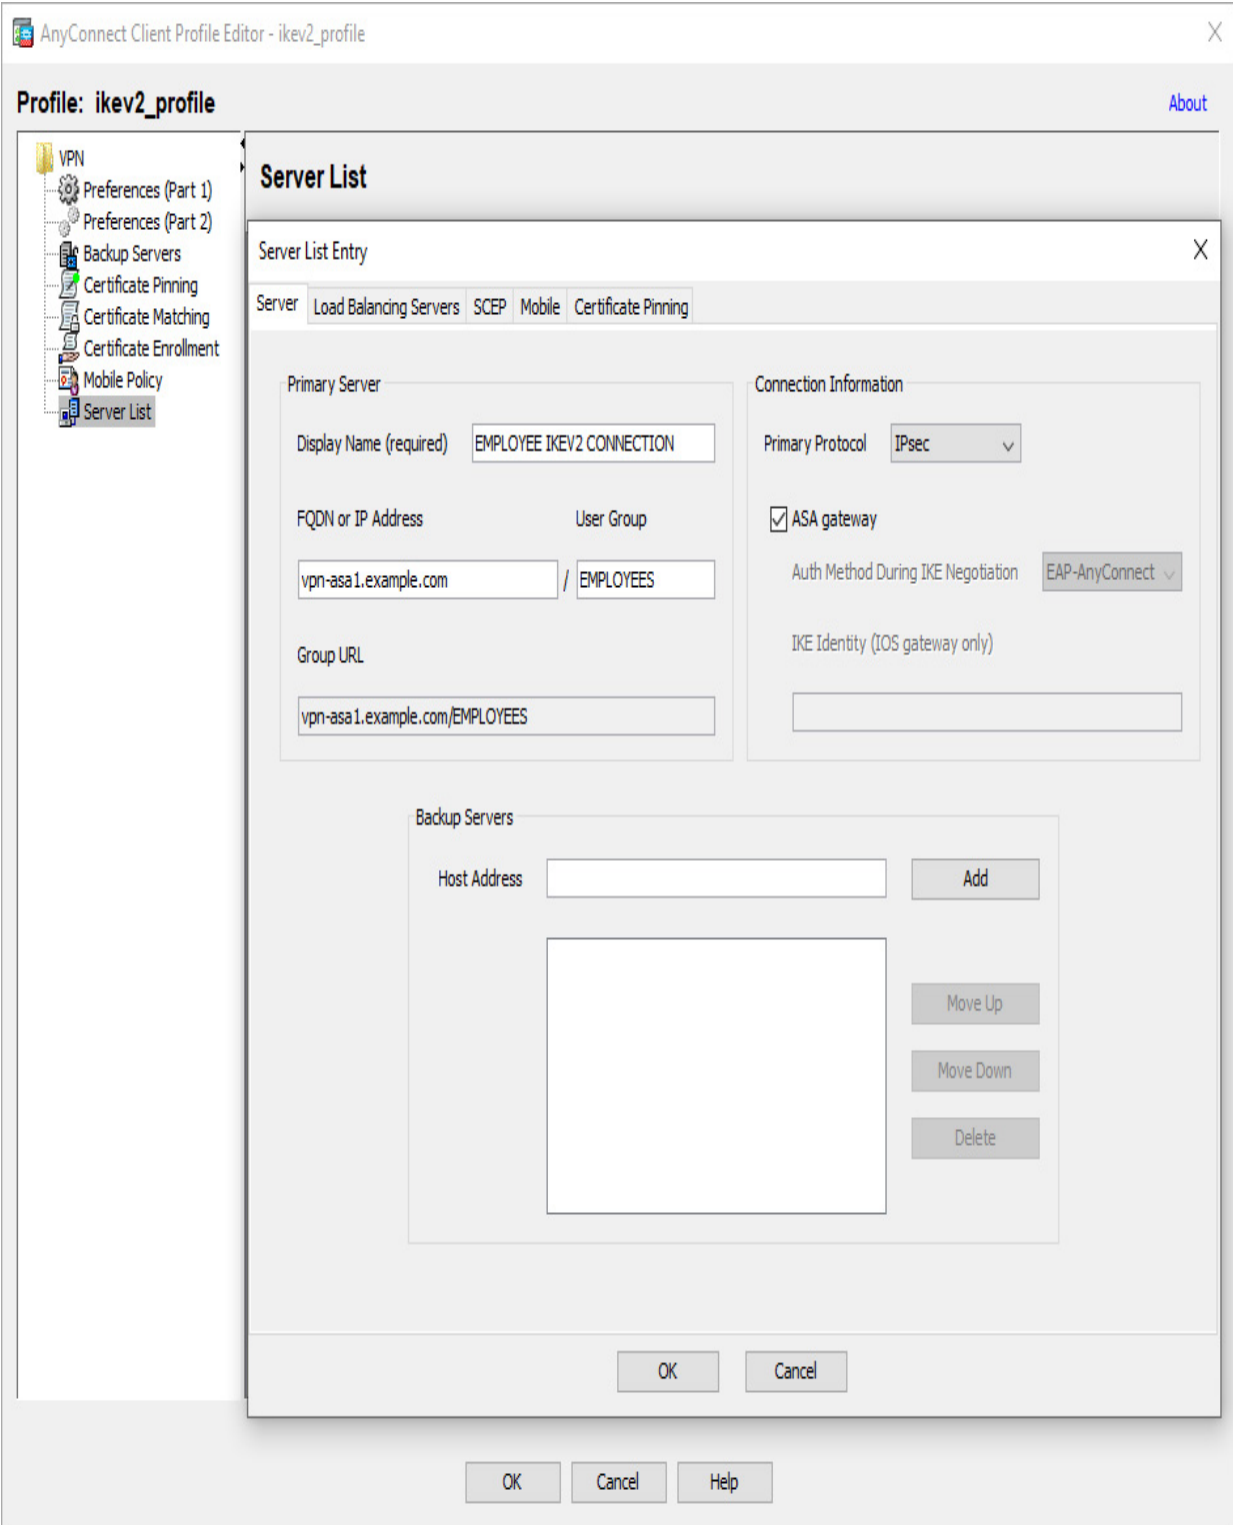 AnyConnect Client Profile Editor - ikev2_profile
X
Profile: ikev2_profile
About
VPN
Preferences (Part 1)
Preferences (Part 2)
Backup Servers
Certificate Pinning
Certificate Matching
Certificate Enrollment
Mobile Policy
Server List
Server List
Server List Entry
X
Server Load Balancing Servers SCEP Mobile Certificate Pinning
Primary Server
Display Name (required) EMPLOYEE IKEV2 CONNECTION
FQDN or IP Address User Group
vpn-asa1.example.com / EMPLOYEES
Group URL
vpn-asa1.example.com/EMPLOYEES
Connection Information
Primary Protocol IPsec
ASA gateway
Auth Method During IKE Negotiation EAP-AnyConnect
IKE Identity (IOS gateway only)
Backup Servers
Host Address Add
Move Up
Move Down
Delete
OK Cancel
OK Cancel Help